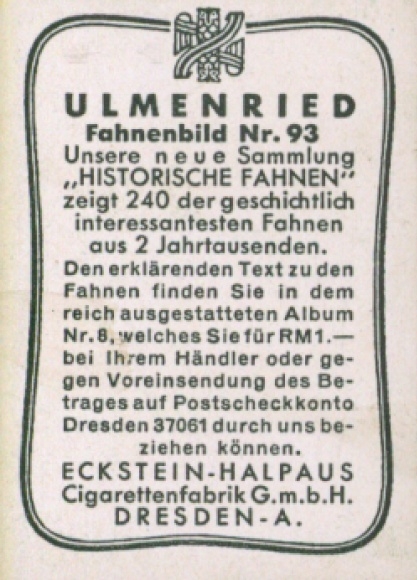 ULMENRIED
Fahnenbild Nr. 93
Unsere neue Sammlung
„HISTORISCHE FAHNEN“
zeigt 240 der geschichtlich
interessantesten Fahnen
aus 2 Jahrtausenden.
Den erklärenden Text zu den
Fahnen finden Sie in dem
reich ausgestatteten Album
Nr. 8, welches Sie für RM 1.—
bei Ihrem Händler oder ge-
gen Voreinsendung des Be-
trages auf Postscheckkonto
Dresden 37061 durch uns be-
ziehen können.
ECKSTEIN-HALPAUS
Cigarettenfabrik G.m.b.H.
DRESDEN-A.